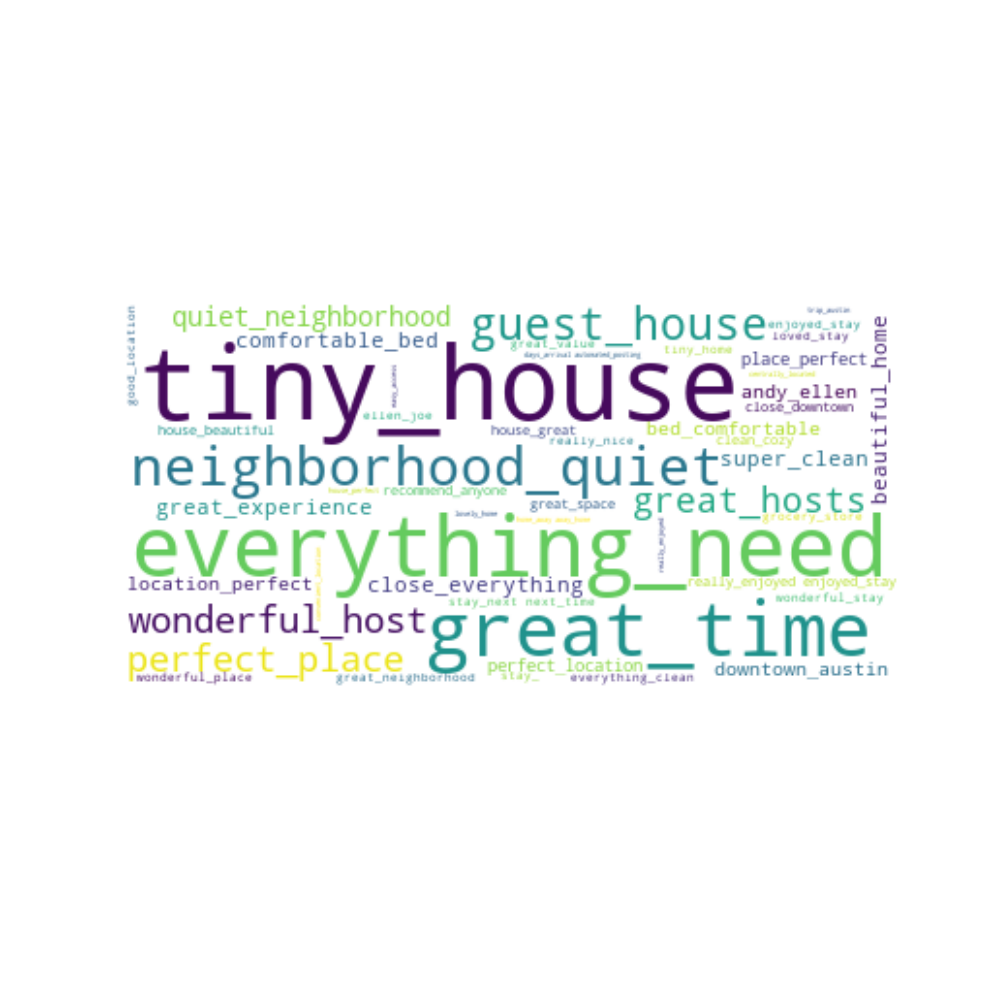 good_location
quiet_neighborhood
guest_house
trip_austin
enjoyed_stay
comfortable_bed
great_value
loved_stay
tiny_home
days_arrival automated_posting
place_perfect
beautiful_home
tiny_house
centrally_located
andy_ellen
close_downtown
ellen_joe
house_beautiful
house_great
bed_comfortable
really_nice
clean_cozy
neighborhood_quiet
super_clean
house_perfect
recommend_anyone
great_hosts
great_experience
great_space
lovely_home
grocery_store
really_enjoyed
everything_need
location_perfect
close_everything
really_enjoyed enjoyed_stay
stay_next next_time
wonderful_stay
wonderful_host
great_time
perfect_place
perfect_location
downtown_austin
wonderful_place
great_neighborhood
stay_
everything_clean